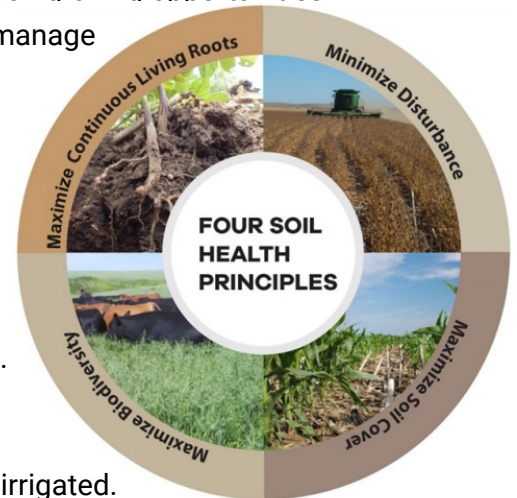 manage
Maximize Continuous Living Roots
Minimize Disturbance
FOUR SOIL
HEALTH
PRINCIPLES
Maximize Biodiversity
Maximize Soil Cover
.
irrigated.